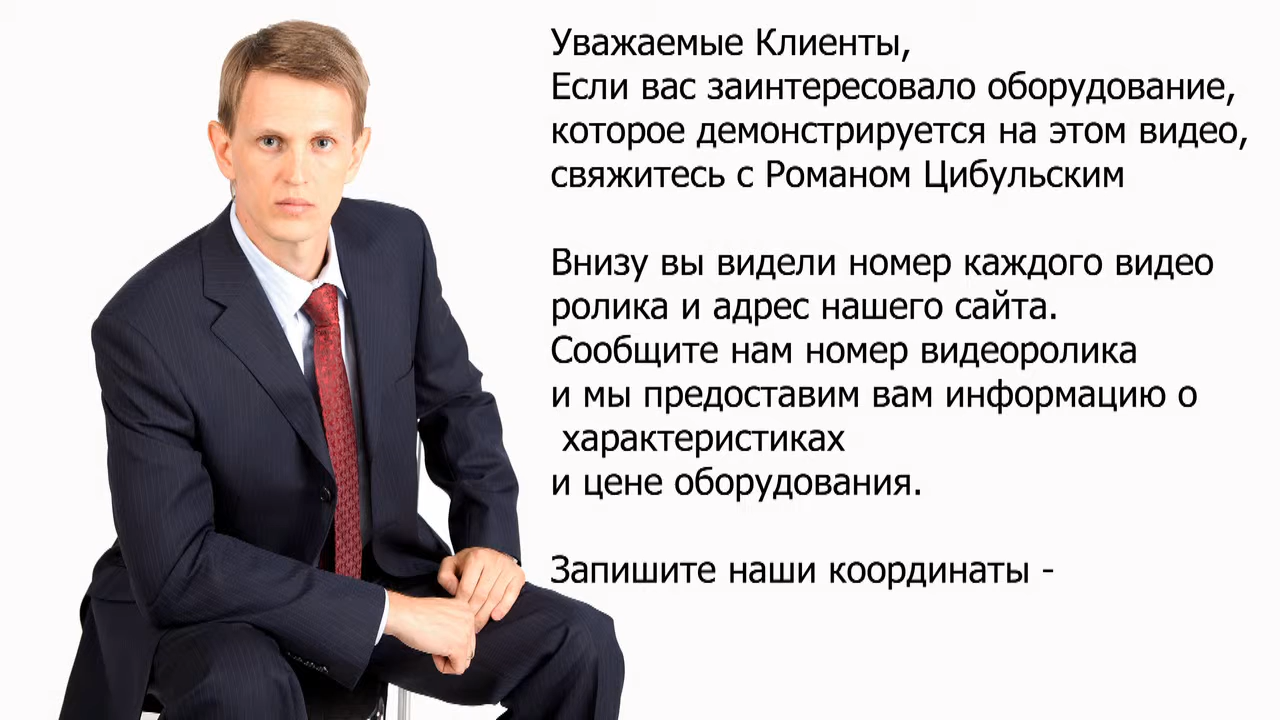 Уважаемые Клиенты,
Если вас заинтересовало оборудование,
которое демонстрируется на этом видео,
свяжитесь с Романом Цибульским
Внизу вы видели номер каждого видео
ролика и адрес нашего сайта.
Сообщите нам номер видеоролика
и мы предоставим вам информацию о
характеристиках
и цене оборудования.
Запишите наши координаты -